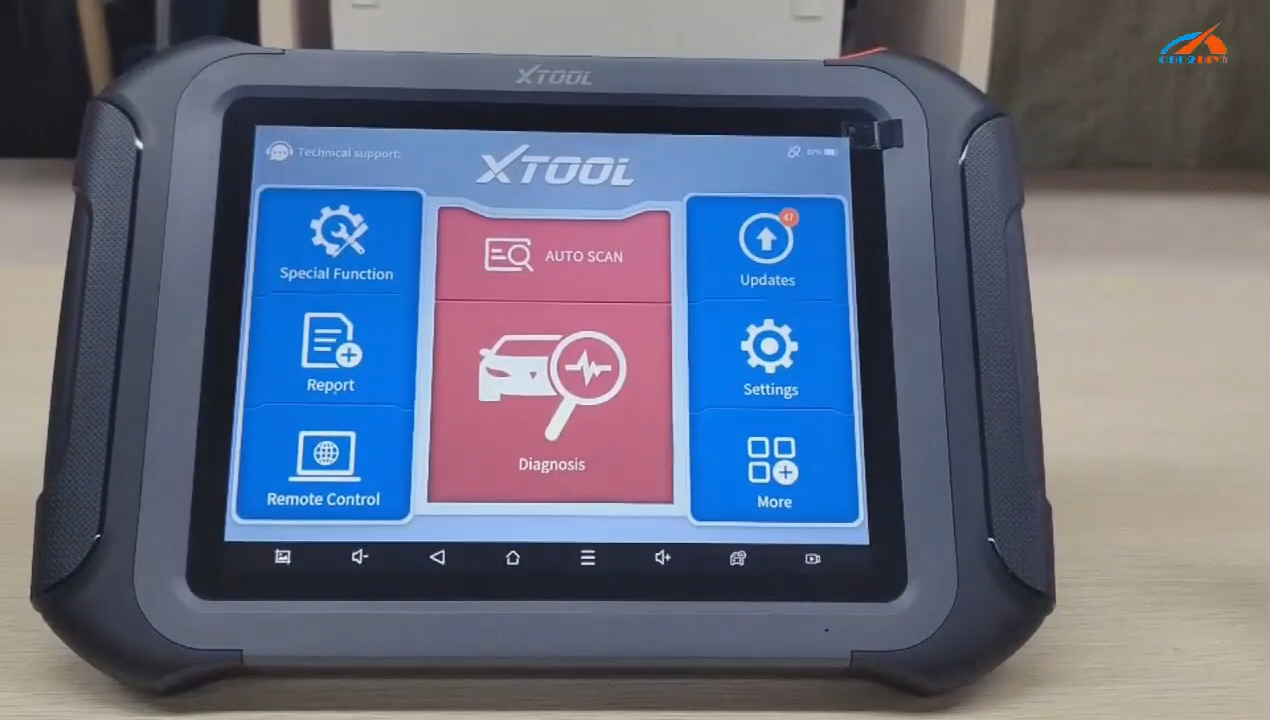 XTOOL
Technical support:
XTOOL
Special Function
AUTO SCAN
47
Updates
Report
Settings
Diagnosis
Remote Control
More